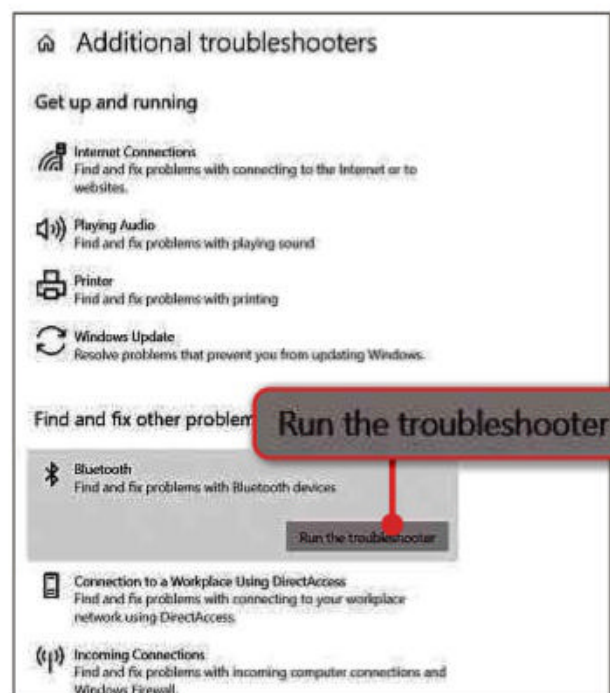 Additional troubleshooters
Get up and running
Internet Connections
Find and fix problems with connecting to the Internet or to
websites.
Playing Audio
Find and fix problems with playing sound
Printer
Find and fix problems with printing
Windows Update
Resolve problems that prevent you from updating Windows.
Find and fix other problem
Run the troubleshooter
Bluetooth
Find and fix problems with Bluetooth devices
Run the troubleshooter
Connection to a Workplace Using DirectAccess
Find and fix problems with connecting to your workplace
network using DirectAccess.
Incoming Connections
Find and fix problems with incoming computer connections and
Windows Firewall.